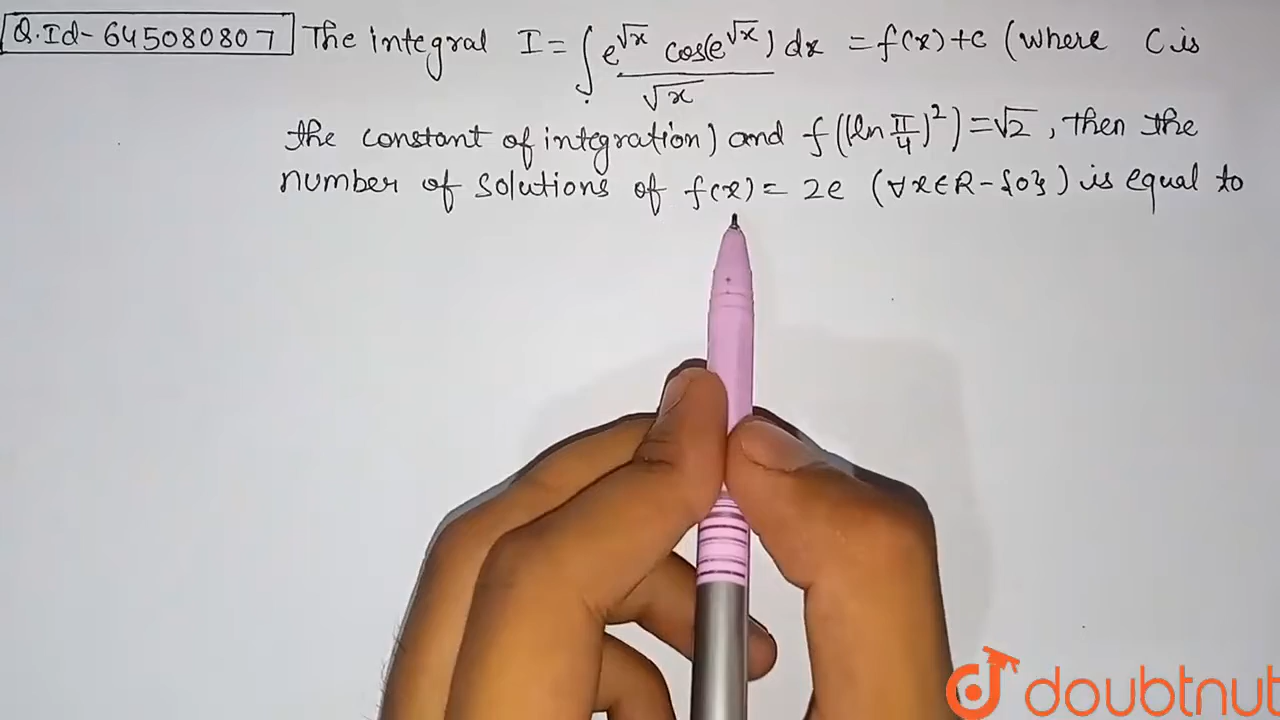 Q.Id- 645080807 The integral I = ∫ e^√x cos(e^√x) / √x dx = f(x)+c (where C is
the constant of integration) and f((ln π/4)^2) = √2, then the
number of solutions of f(x) = 2e (∀x∈R-{0}) is equal to
doubtnut